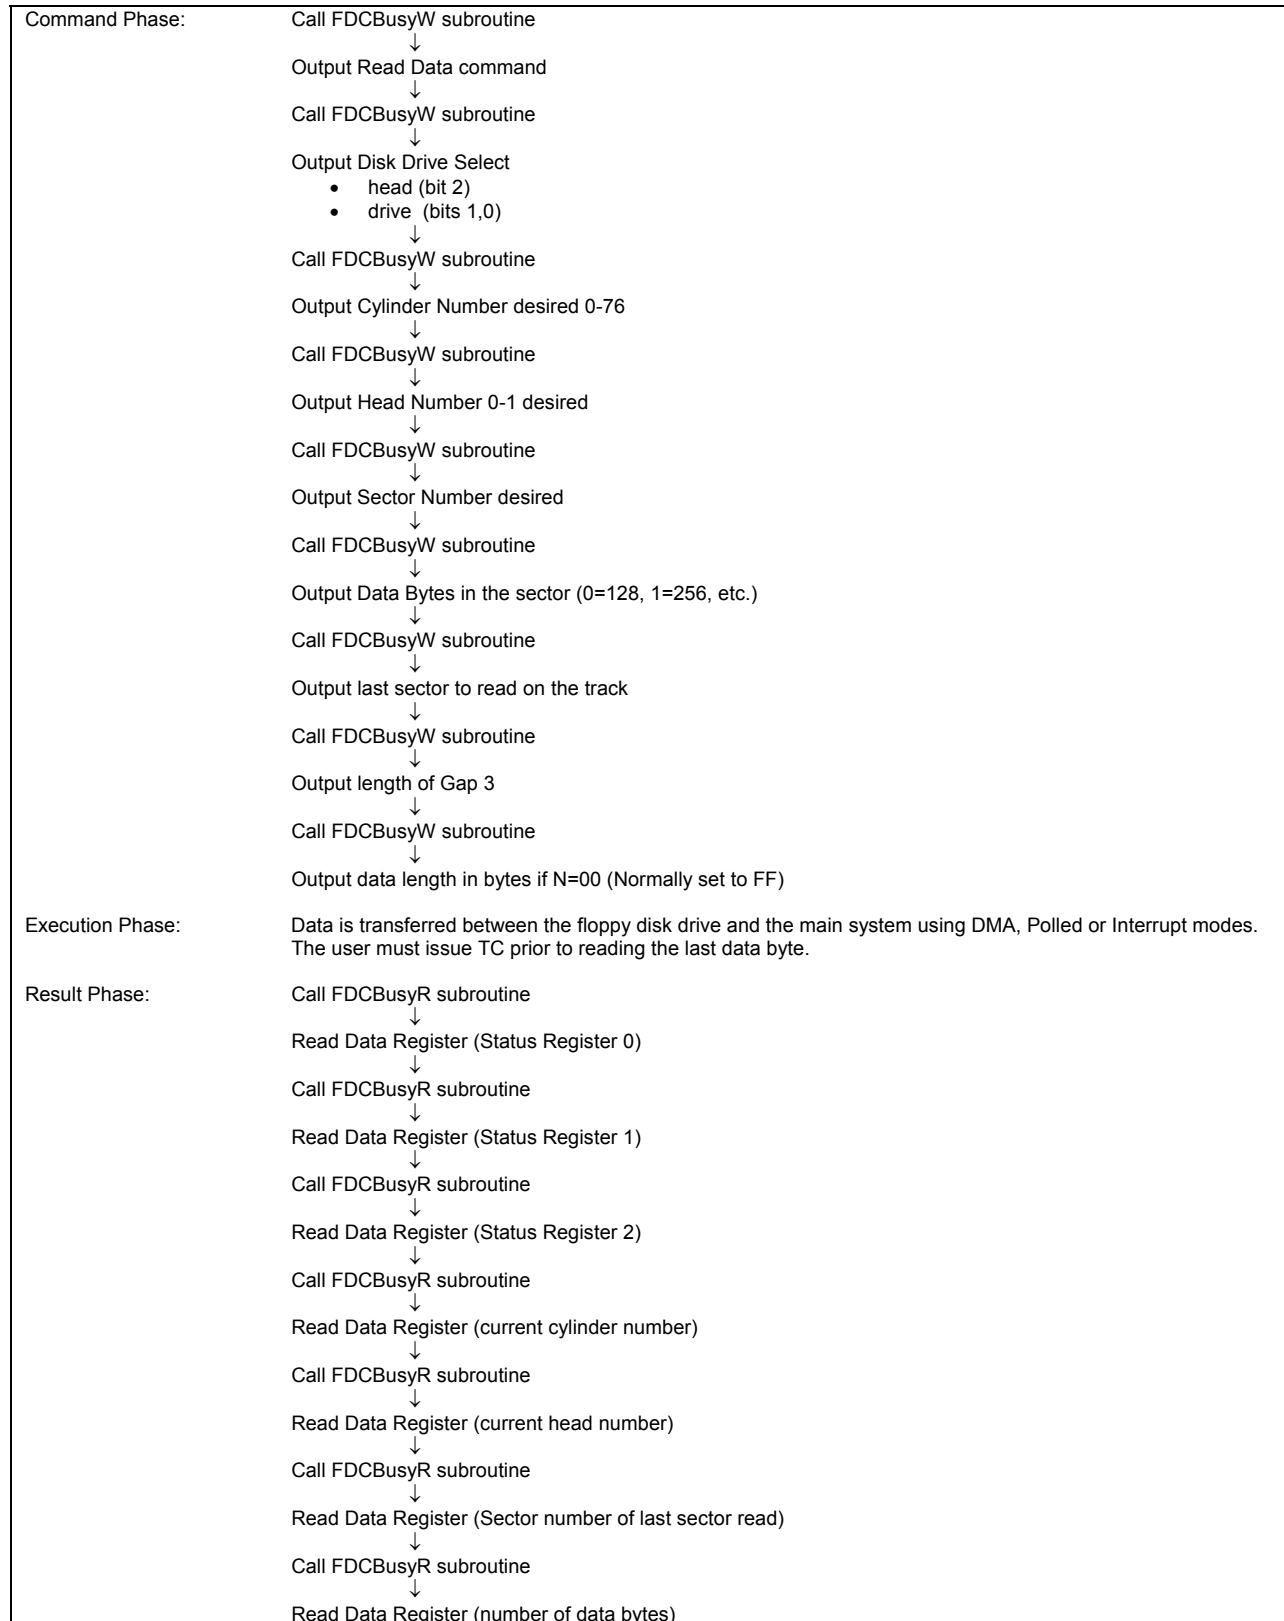 Command Phase: Call FDCBusyW subroutine
↓
Output Read Data command
↓
Call FDCBusyW subroutine
↓
Output Disk Drive Select
• head (bit 2)
• drive (bits 1,0)
↓
Call FDCBusyW subroutine
↓
Output Cylinder Number desired 0-76
↓
Call FDCBusyW subroutine
↓
Output Head Number 0-1 desired
↓
Call FDCBusyW subroutine
↓
Output Sector Number desired
↓
Call FDCBusyW subroutine
↓
Output Data Bytes in the sector (0=128, 1=256, etc.)
↓
Call FDCBusyW subroutine
↓
Output last sector to read on the track
↓
Call FDCBusyW subroutine
↓
Output length of Gap 3
↓
Call FDCBusyW subroutine
↓
Output data length in bytes if N=00 (Normally set to FF)
Execution Phase: Data is transferred between the floppy disk drive and the main system using DMA, Polled or Interrupt modes.
The user must issue TC prior to reading the last data byte.
Result Phase: Call FDCBusyR subroutine
↓
Read Data Register (Status Register 0)
↓
Call FDCBusyR subroutine
↓
Read Data Register (Status Register 1)
↓
Call FDCBusyR subroutine
↓
Read Data Register (Status Register 2)
↓
Call FDCBusyR subroutine
↓
Read Data Register (current cylinder number)
↓
Call FDCBusyR subroutine
↓
Read Data Register (current head number)
↓
Call FDCBusyR subroutine
↓
Read Data Register (Sector number of last sector read)
↓
Call FDCBusyR subroutine
↓
Read Data Register (number of data bytes)